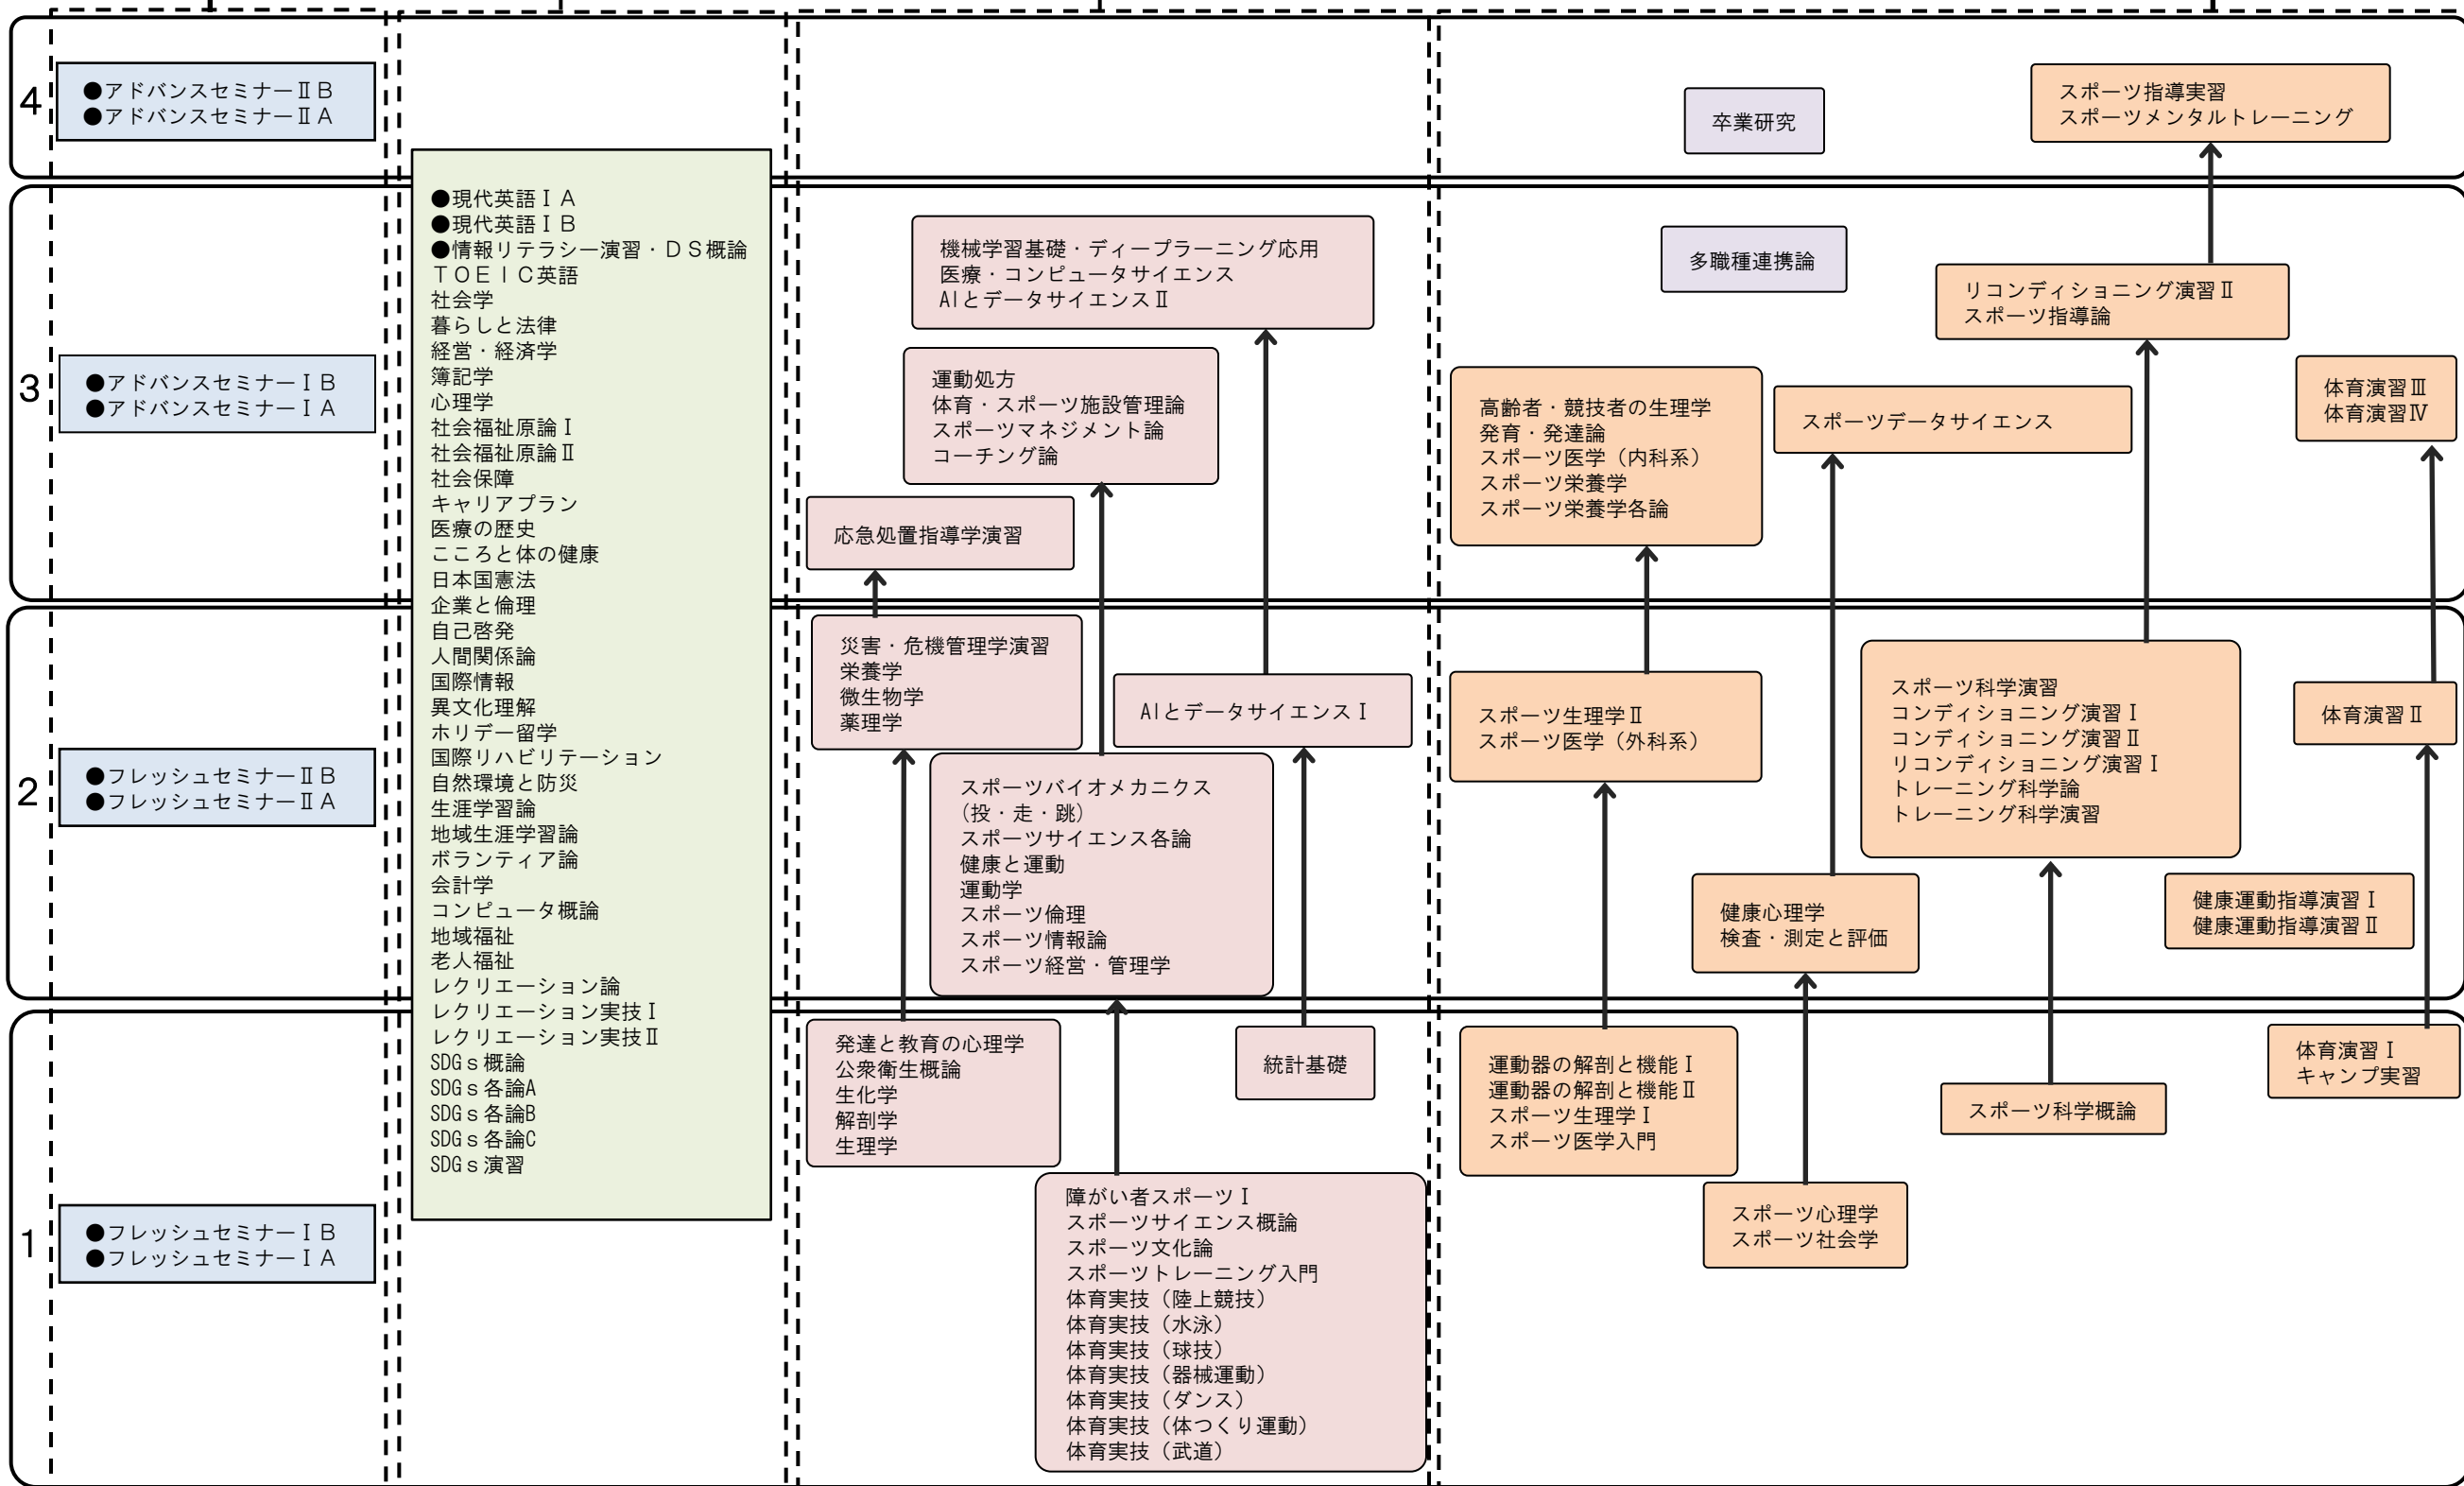 4
●アドバンスセミナーⅡＢ
●アドバンスセミナーⅡＡ
卒業研究
スポーツ指導実習
スポーツメンタルトレーニング
3
●アドバンスセミナーⅠＢ
●アドバンスセミナーⅠＡ
●現代英語ⅠＡ
●現代英語ⅠＢ
●情報リテラシー演習・ＤＳ概論
ＴＯＥＩＣ英語
社会学
暮らしと法律
経営・経済学
簿記学
心理学
社会福祉原論Ⅰ
社会福祉原論Ⅱ
社会保障
キャリアプラン
医療の歴史
こころと体の健康
日本国憲法
企業と倫理
自己啓発
人間関係論
国際情報
異文化理解
ホリデー留学
国際リハビリテーション
自然環境と防災
生涯学習論
地域生涯学習論
ボランティア論
会計学
コンピュータ概論
地域福祉
老人福祉
レクリエーション論
レクリエーション実技Ⅰ
レクリエーション実技Ⅱ
SDGｓ概論
SDGｓ各論A
SDGｓ各論B
SDGｓ各論C
SDGｓ演習
機械学習基礎・ディープラーニング応用
医療・コンピュータサイエンス
AIとデータサイエンスⅡ
運動処方
体育・スポーツ施設管理論
スポーツマネジメント論
コーチング論
応急処置指導学演習
多職種連携論
リコンディショニング演習Ⅱ
スポーツ指導論
高齢者・競技者の生理学
発育・発達論
スポーツ医学（内科系）
スポーツ栄養学
スポーツ栄養学各論
スポーツデータサイエンス
体育演習Ⅲ
体育演習Ⅳ
2
●フレッシュセミナーⅡＢ
●フレッシュセミナーⅡＡ
災害・危機管理学演習
栄養学
微生物学
薬理学
AIとデータサイエンスⅠ
スポーツバイオメカニクス
（投・走・跳）
スポーツサイエンス各論
健康と運動
運動学
スポーツ倫理
スポーツ情報論
スポーツ経営・管理学
スポーツ生理学Ⅱ
スポーツ医学（外科系）
スポーツ科学演習
コンディショニング演習Ⅰ
コンディショニング演習Ⅱ
リコンディショニング演習Ⅰ
トレーニング科学論
トレーニング科学演習
体育演習Ⅱ
健康心理学
検査・測定と評価
健康運動指導演習Ⅰ
健康運動指導演習Ⅱ
1
●フレッシュセミナーⅠＢ
●フレッシュセミナーⅠＡ
発達と教育の心理学
公衆衛生概論
生化学
解剖学
生理学
統計基礎
障がい者スポーツⅠ
スポーツサイエンス概論
スポーツ文化論
スポーツトレーニング入門
体育実技（陸上競技）
体育実技（水泳）
体育実技（球技）
体育実技（器械運動）
体育実技（ダンス）
体育実技（体つくり運動）
体育実技（武道）
運動器の解剖と機能Ⅰ
運動器の解剖と機能Ⅱ
スポーツ生理学Ⅰ
スポーツ医学入門
スポーツ心理学
スポーツ社会学
スポーツ科学概論
体育演習Ⅰ
キャンプ実習